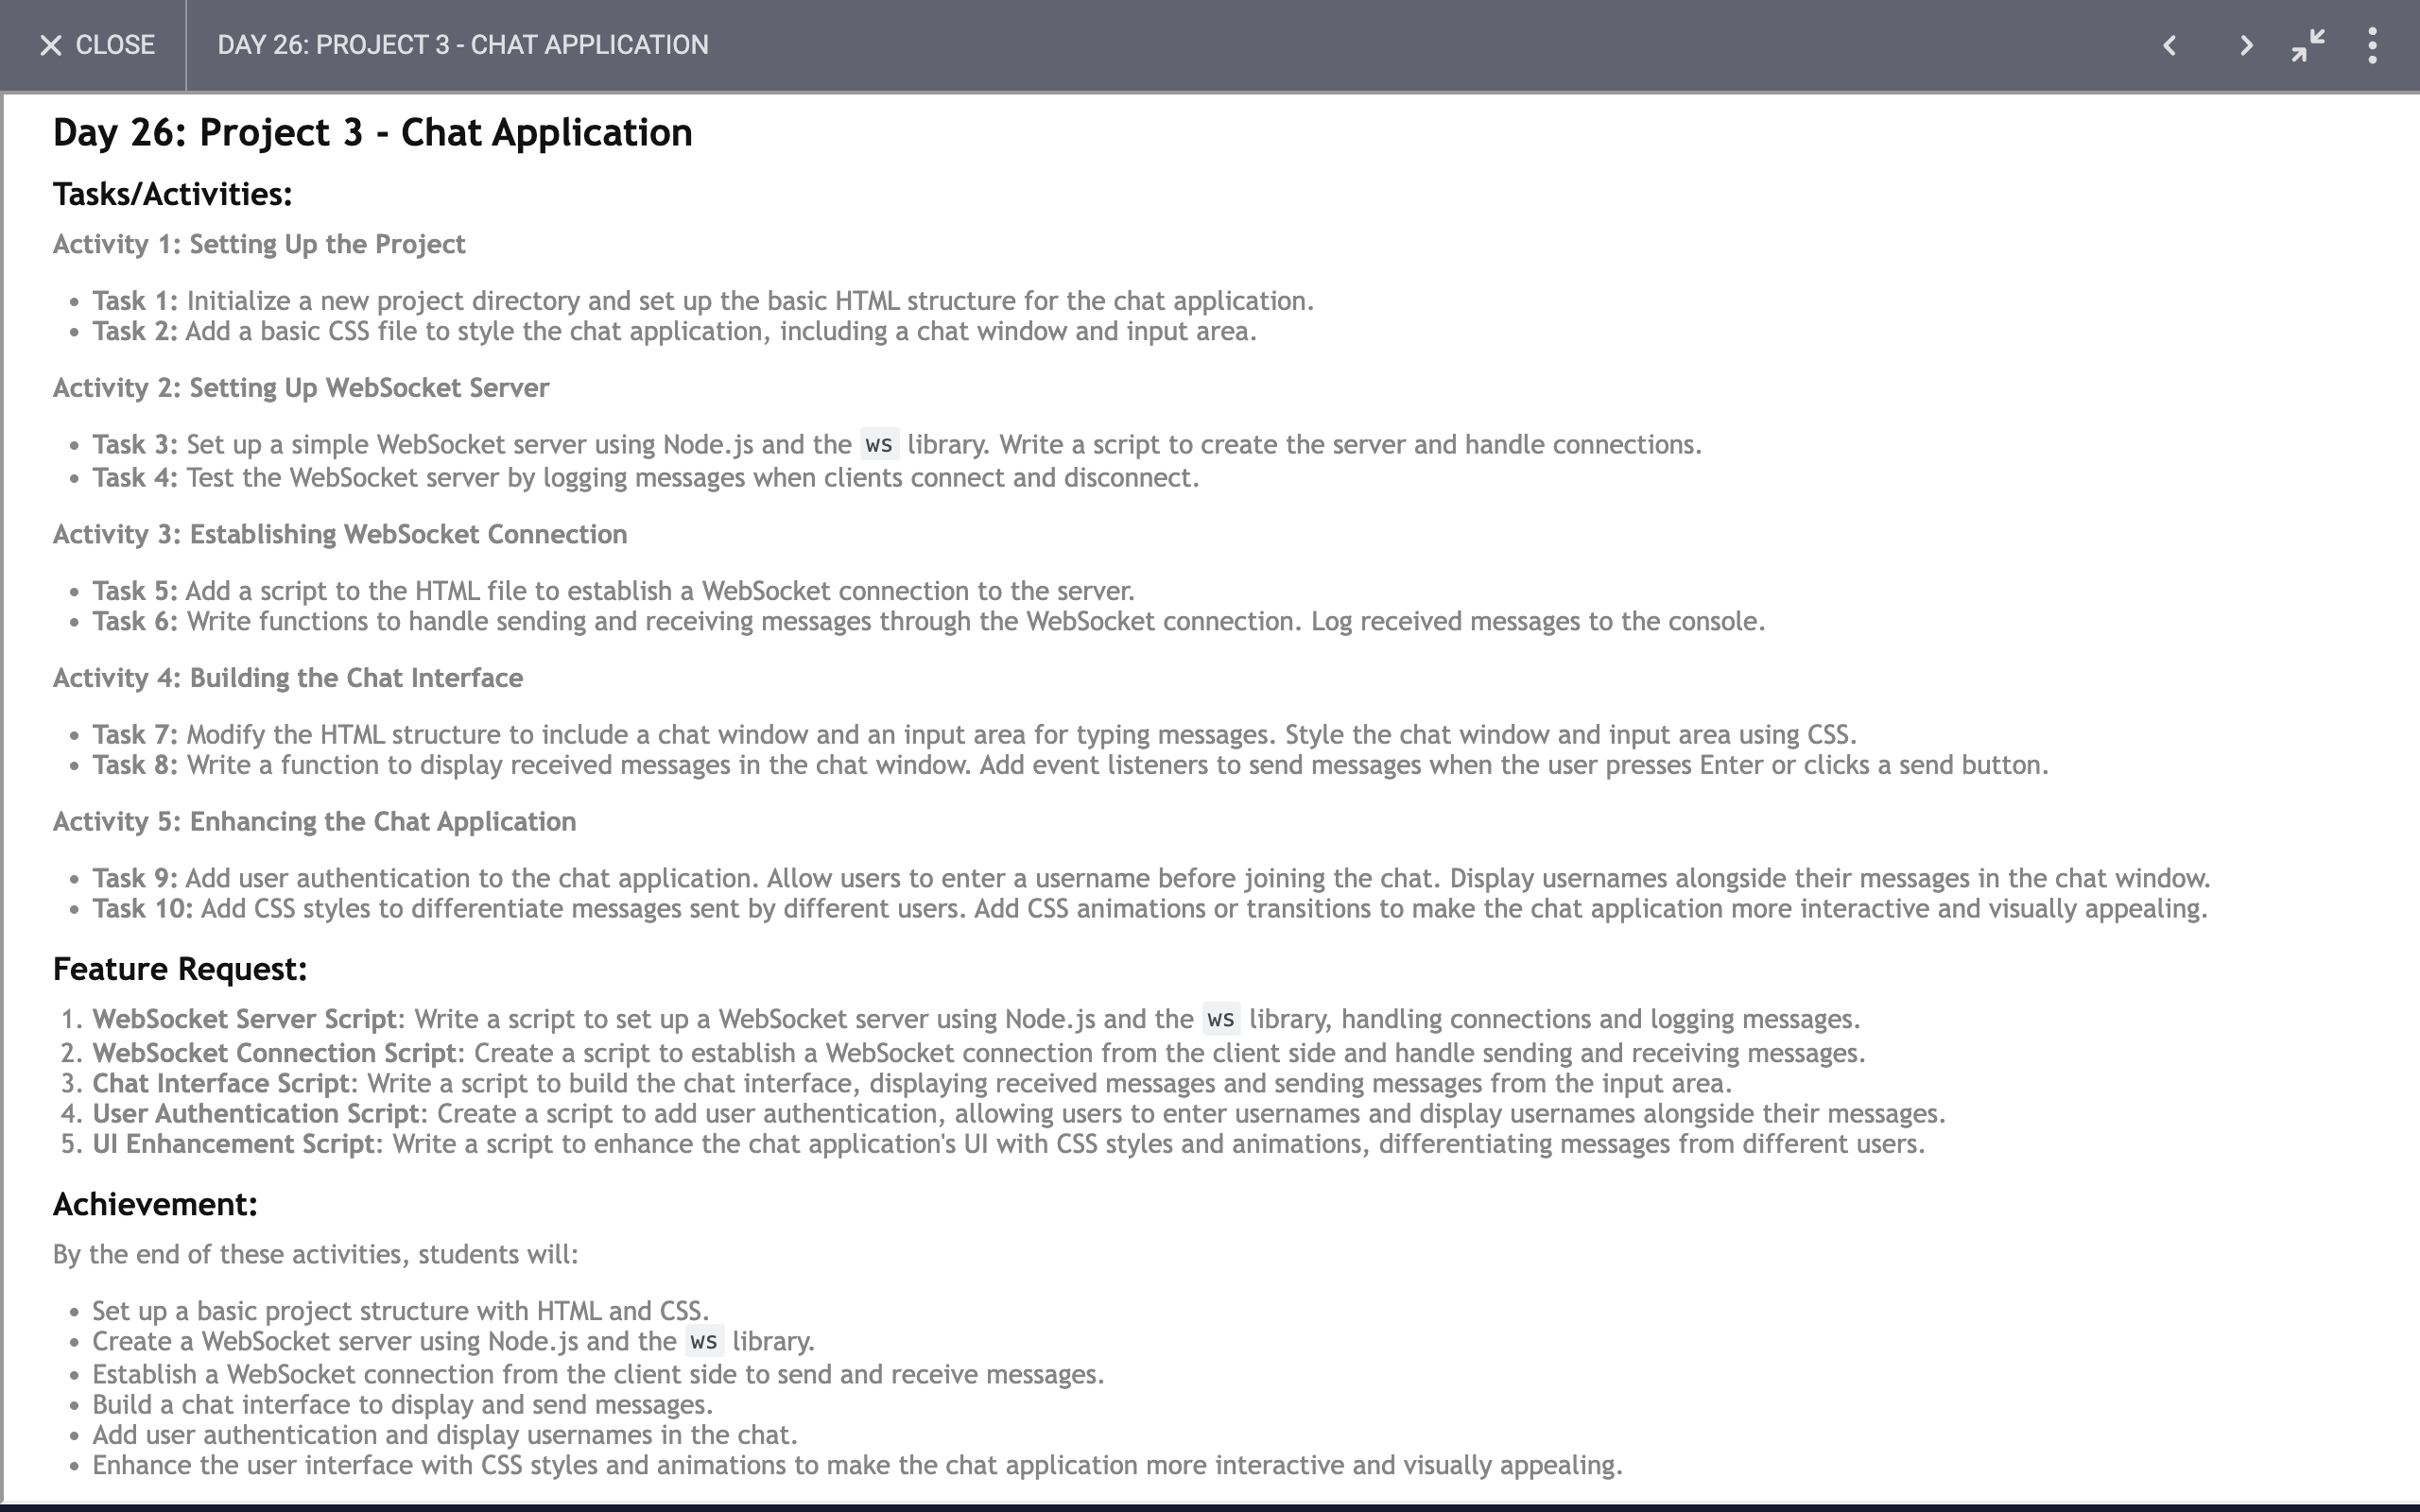 CLOSE
DAY 26: PROJECT 3 - CHAT APPLICATION
Day 26: Project 3 - Chat Application
Tasks/Activities:
Activity 1: Setting Up the Project
• Task 1: Initialize a new project directory and set up the basic HTML structure for the chat application.
• Task 2: Add a basic CSS file to style the chat application, including a chat window and input area.
Activity 2: Setting Up WebSocket Server
• Task 3: Set up a simple WebSocket server using Node.js and the ws library. Write a script to create the server and handle connections.
• Task 4: Test the WebSocket server by logging messages when clients connect and disconnect.
Activity 3: Establishing WebSocket Connection
• Task 5: Add a script to the HTML file to establish a WebSocket connection to the server.
• Task 6: Write functions to handle sending and receiving messages through the WebSocket connection. Log received messages to the console.
Activity 4: Building the Chat Interface
• Task 7: Modify the HTML structure to include a chat window and an input area for typing messages. Style the chat window and input area using CSS.
• Task 8: Write a function to display received messages in the chat window. Add event listeners to send messages when the user presses Enter or clicks a send button.
Activity 5: Enhancing the Chat Application
• Task 9: Add user authentication to the chat application. Allow users to enter a username before joining the chat. Display usernames alongside their messages in the chat window.
• Task 10: Add CSS styles to differentiate messages sent by different users. Add CSS animations or transitions to make the chat application more interactive and visually appealing.
Feature Request:
1. WebSocket Server Script: Write a script to set up a WebSocket server using Node.js and the ws library, handling connections and logging messages.
2. WebSocket Connection Script: Create a script to establish a WebSocket connection from the client side and handle sending and receiving messages.
3. Chat Interface Script: Write a script to build the chat interface, displaying received messages and sending messages from the input area.
4. User Authentication Script: Create a script to add user authentication, allowing users to enter usernames and display usernames alongside their messages.
5. UI Enhancement Script: Write a script to enhance the chat application's UI with CSS styles and animations, differentiating messages from different users.
Achievement:
By the end of these activities, students will:
• Set up a basic project structure with HTML and CSS.
• Create a WebSocket server using Node.js and the ws library.
• Establish a WebSocket connection from the client side to send and receive messages.
• Build a chat interface to display and send messages.
• Add user authentication and display usernames in the chat.
• Enhance the user interface with CSS styles and animations to make the chat application more interactive and visually appealing.